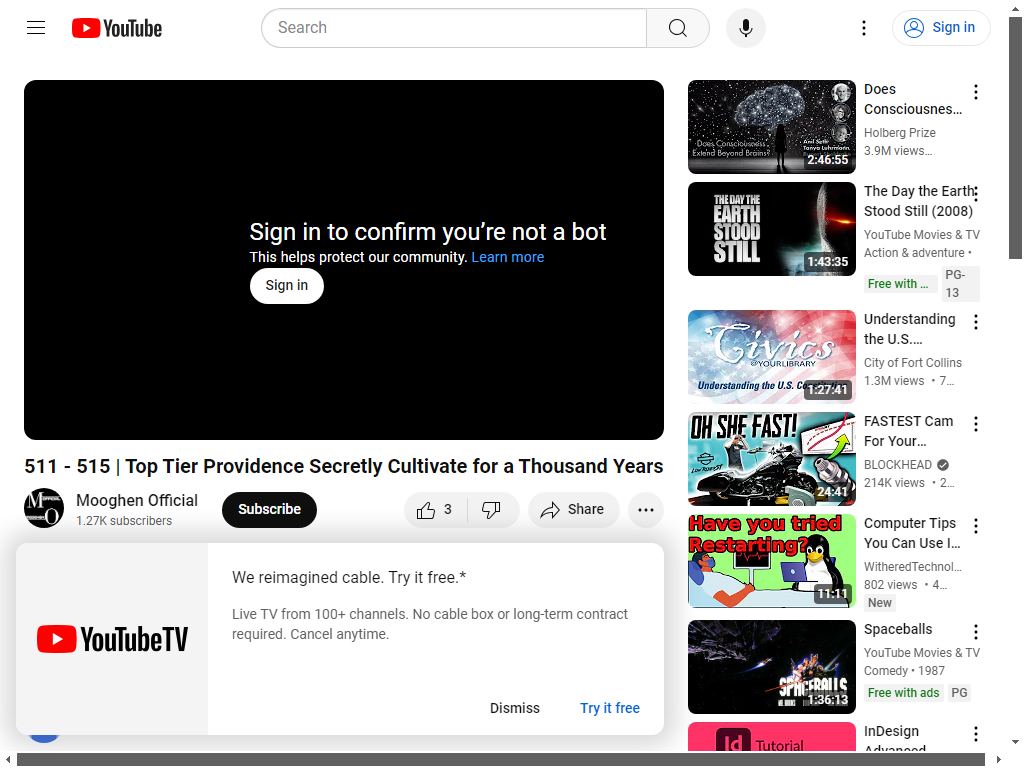 YouTube
Search
Sign in
Sign in to confirm you're not a bot
This helps protect our community. Learn more
Sign in
511 - 515 | Top Tier Providence Secretly Cultivate for a Thousand Years
Mooghen Official
1.27K subscribers
Subscribe
3
Share
We reimagined cable. Try it free.*
Live TV from 100+ channels. No cable box or long-term contract
required. Cancel anytime.
YouTubeTV
Dismiss
Try it free
Does Consciousness
Extend Beyond Brains?
Anil Seth
Tanya Luhrmann
2:46:55
Does
Consciousnes...
Holberg Prize
3.9M views...
THE DAY THE
EARTH
STOOD
STILL
1:43:35
The Day the Earth
Stood Still (2008)
YouTube Movies & TV
Action & adventure •
Free with ...
PG-
13
Civics
@YOURLIBRARY
Understanding the U.S.
1:27:41
Understanding
the U.S....
City of Fort Collins
1.3M views • 7...
OH SHE FAST!
24:41
FASTEST Cam
For Your...
BLOCKHEAD
214K views • 2...
Have you tried
Restarting?
11:11
Computer Tips
You Can Use I...
WitheredTechnol...
802 views • 4...
New
SPACEBALLS
1:36:13
Spaceballs
YouTube Movies & TV
Comedy • 1987
Free with ads
PG
Id
Tutorial
InDesign
Advanced